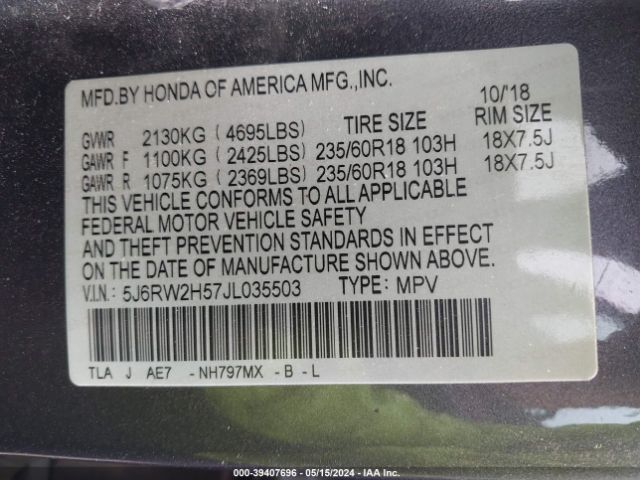 MFD.BY HONDA OF AMERICA MFG.,INC.
10/'18
GVWR 2130KG ( 4695LBS ) TIRE SIZE RIM SIZE
GAWR F 1100KG ( 2425LBS ) 235/60R18 103H 18X7.5J
GAWR R 1075KG ( 2369LBS ) 235/60R18 103H 18X7.5J
THIS VEHICLE CONFORMS TO ALL APPLICABLE
FEDERAL MOTOR VEHICLE SAFETY
AND THEFT PREVENTION STANDARDS IN EFFECT
ON THE DATE OF MANUFACTURE SHOWN ABOVE.
V.I.N.: 5J6RW2H57JL035503 TYPE: MPV
TLA J AE7 -NH797MX -B -L
000-39407696 - 05/15/2024 - IAA Inc.